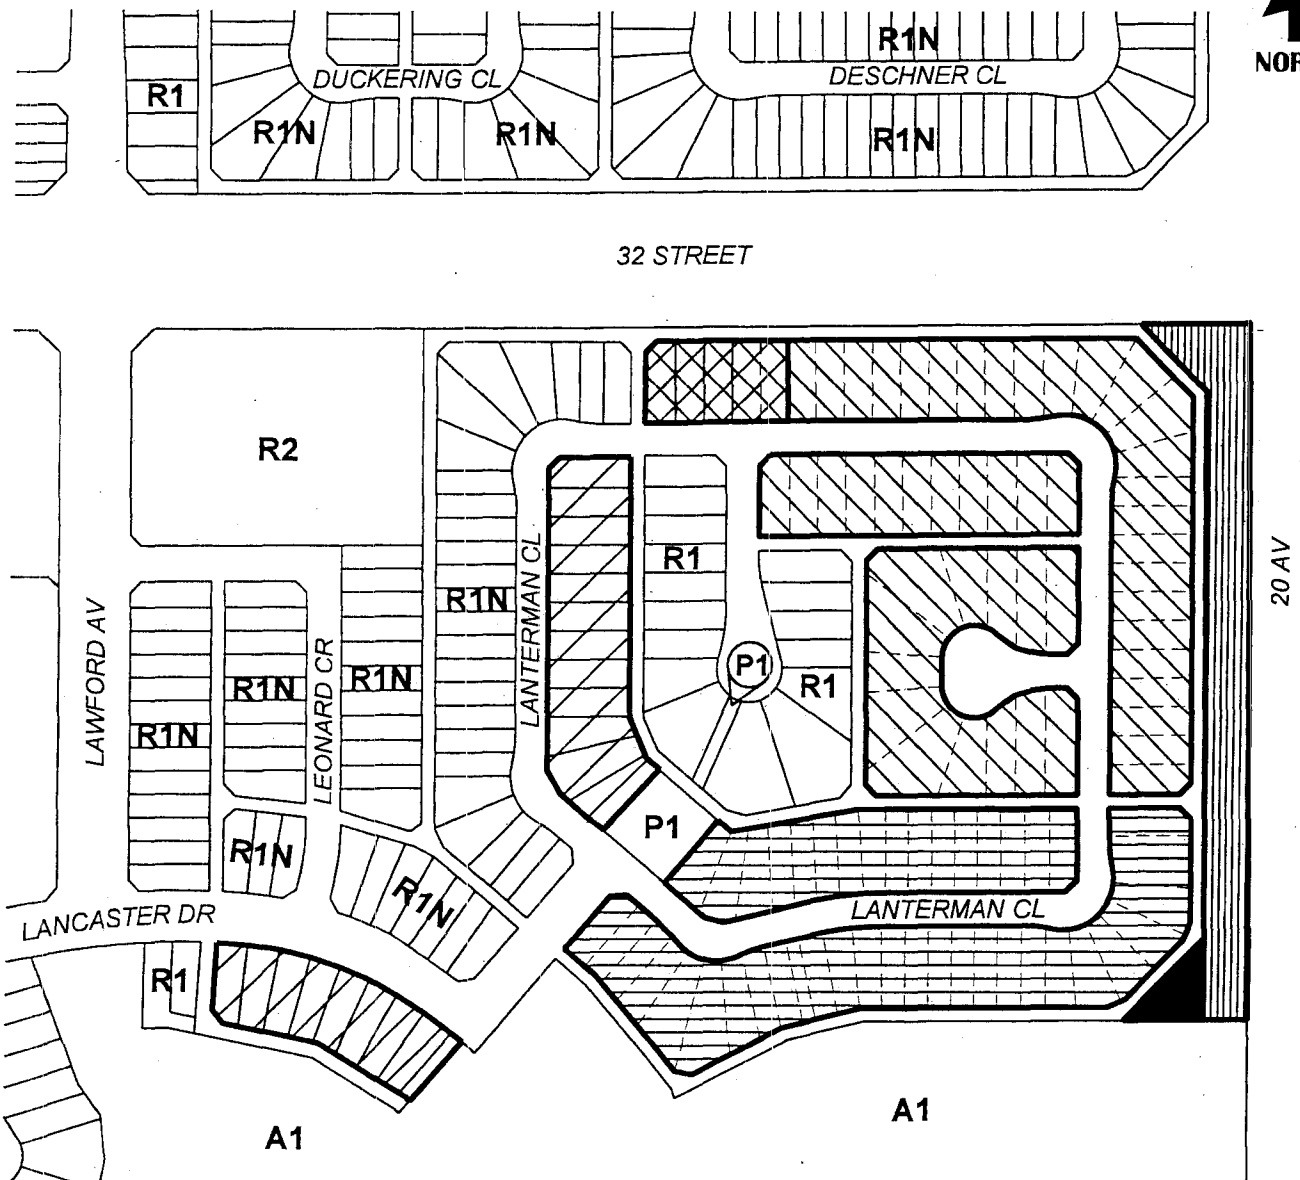 R1N
NOR
DUCKERING CL
DESCHNER CL
R1
R1N
R1N
R1N
32 STREET
R2
LANTERMAN CL
R1
20 AV
R1N
LAWFORD AV
LEONARD CR
R1N
R1N
P1
R1
R1N
P1
R1N
R1N
LANTERMAN CL
LANCASTER DR
R1
A1
A1